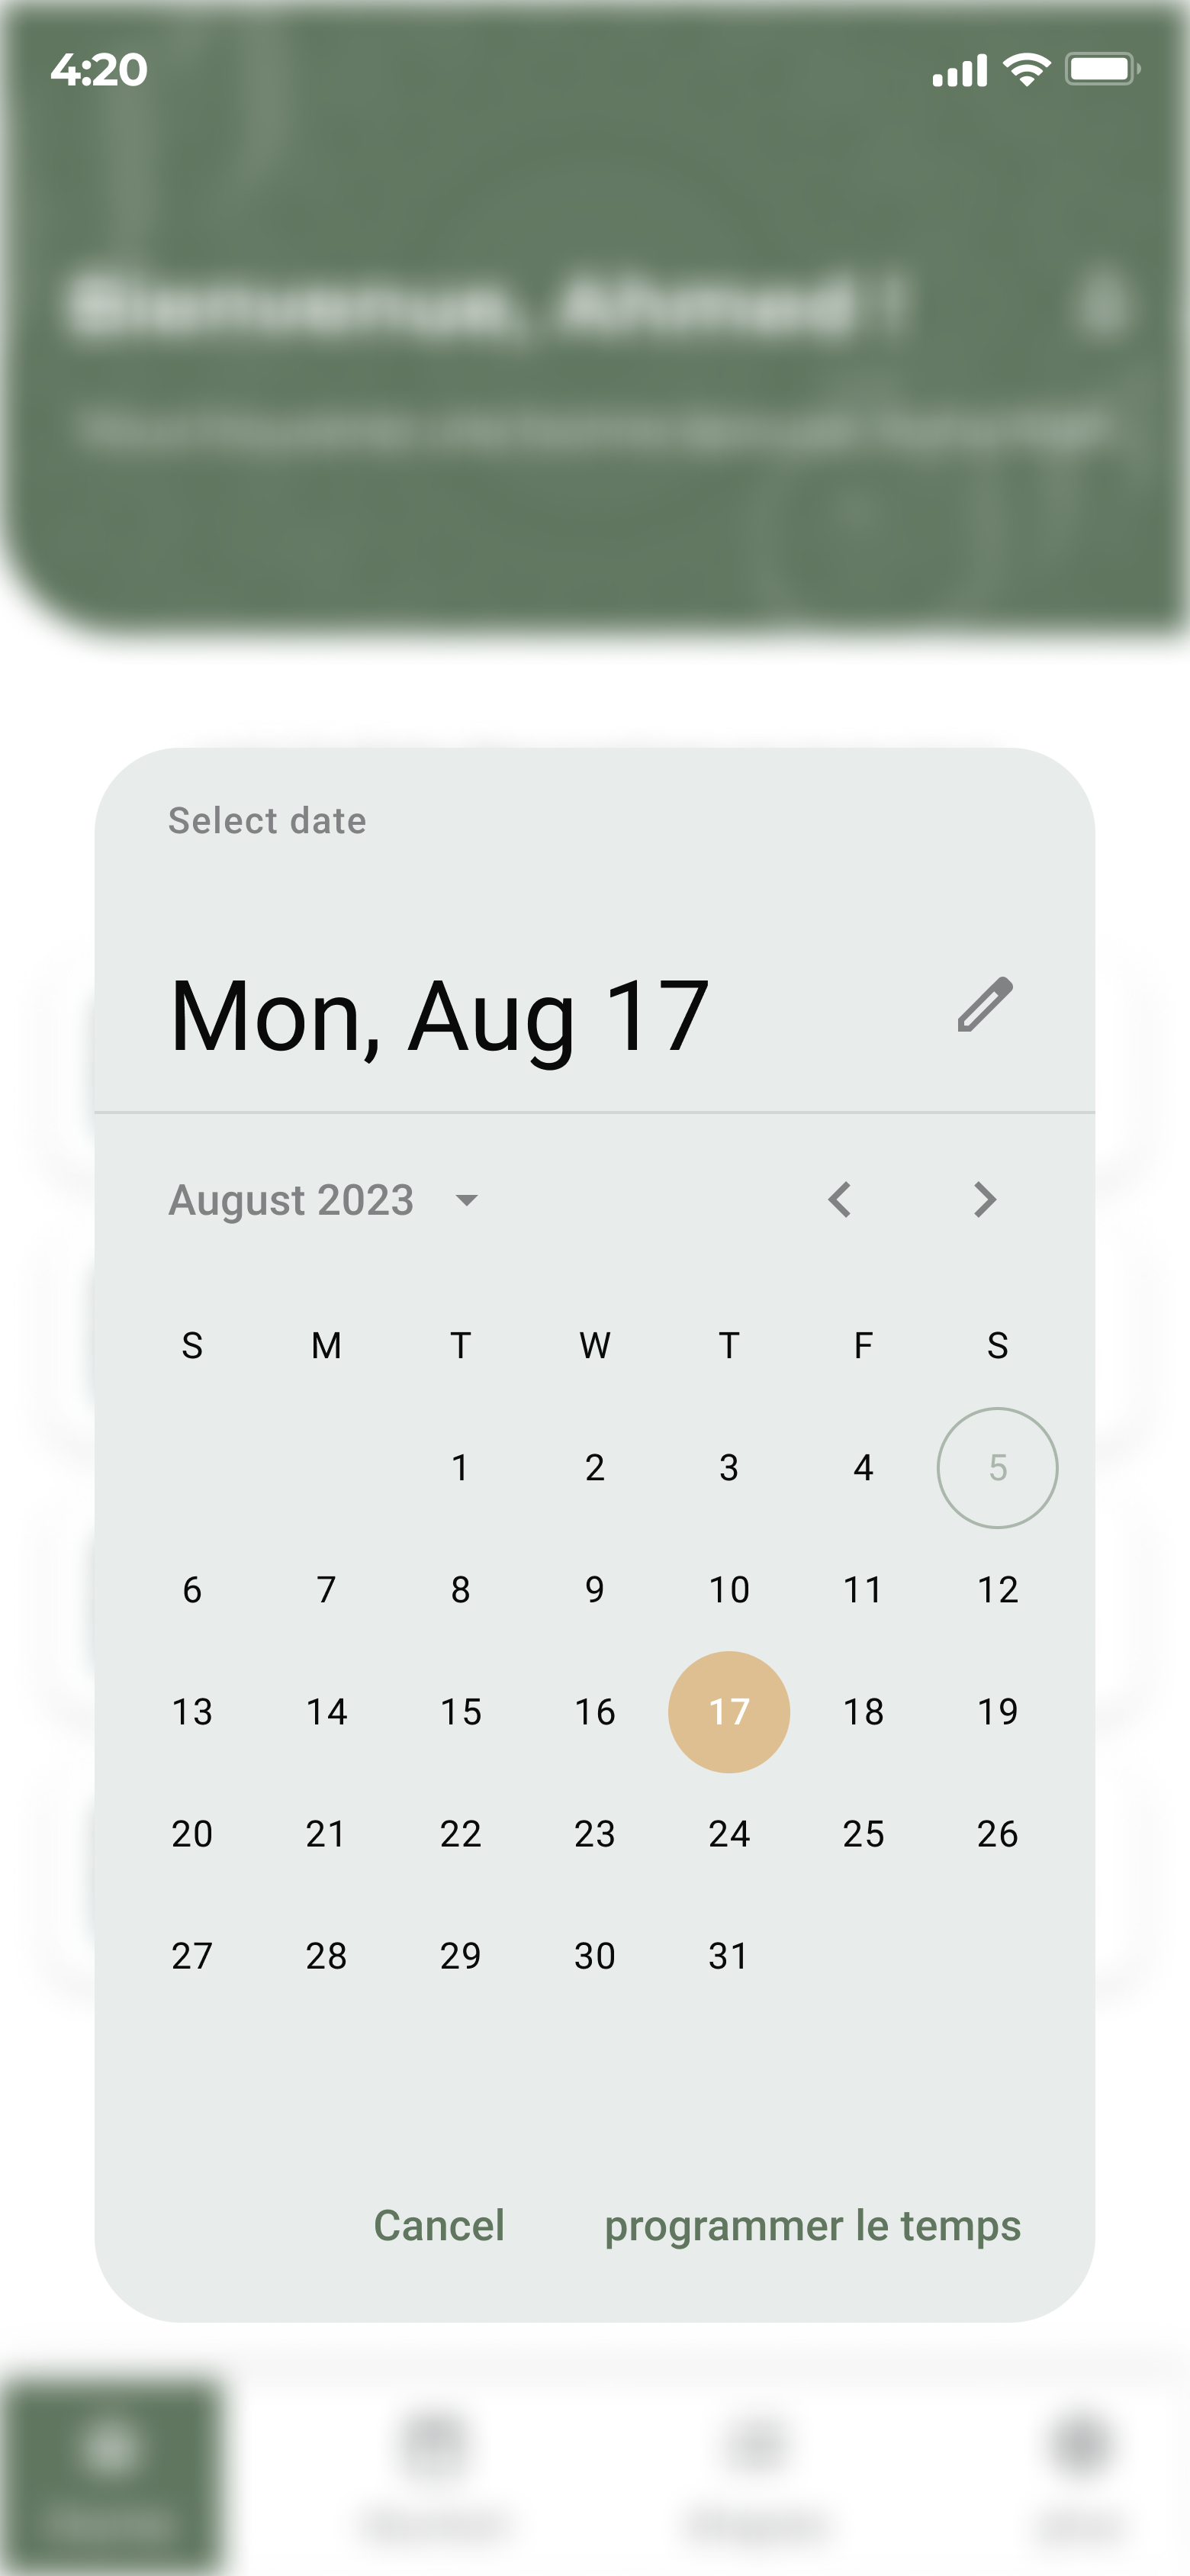 4:20
Bienvenue, Ahmed !
Select date
Mon, Aug 17
August 2023
S M T W T F S
1 2 3 4 5
6 7 8 9 10 11 12
13 14 15 16 17 18 19
20 21 22 23 24 25 26
27 28 29 30 31
Cancel programmer le temps